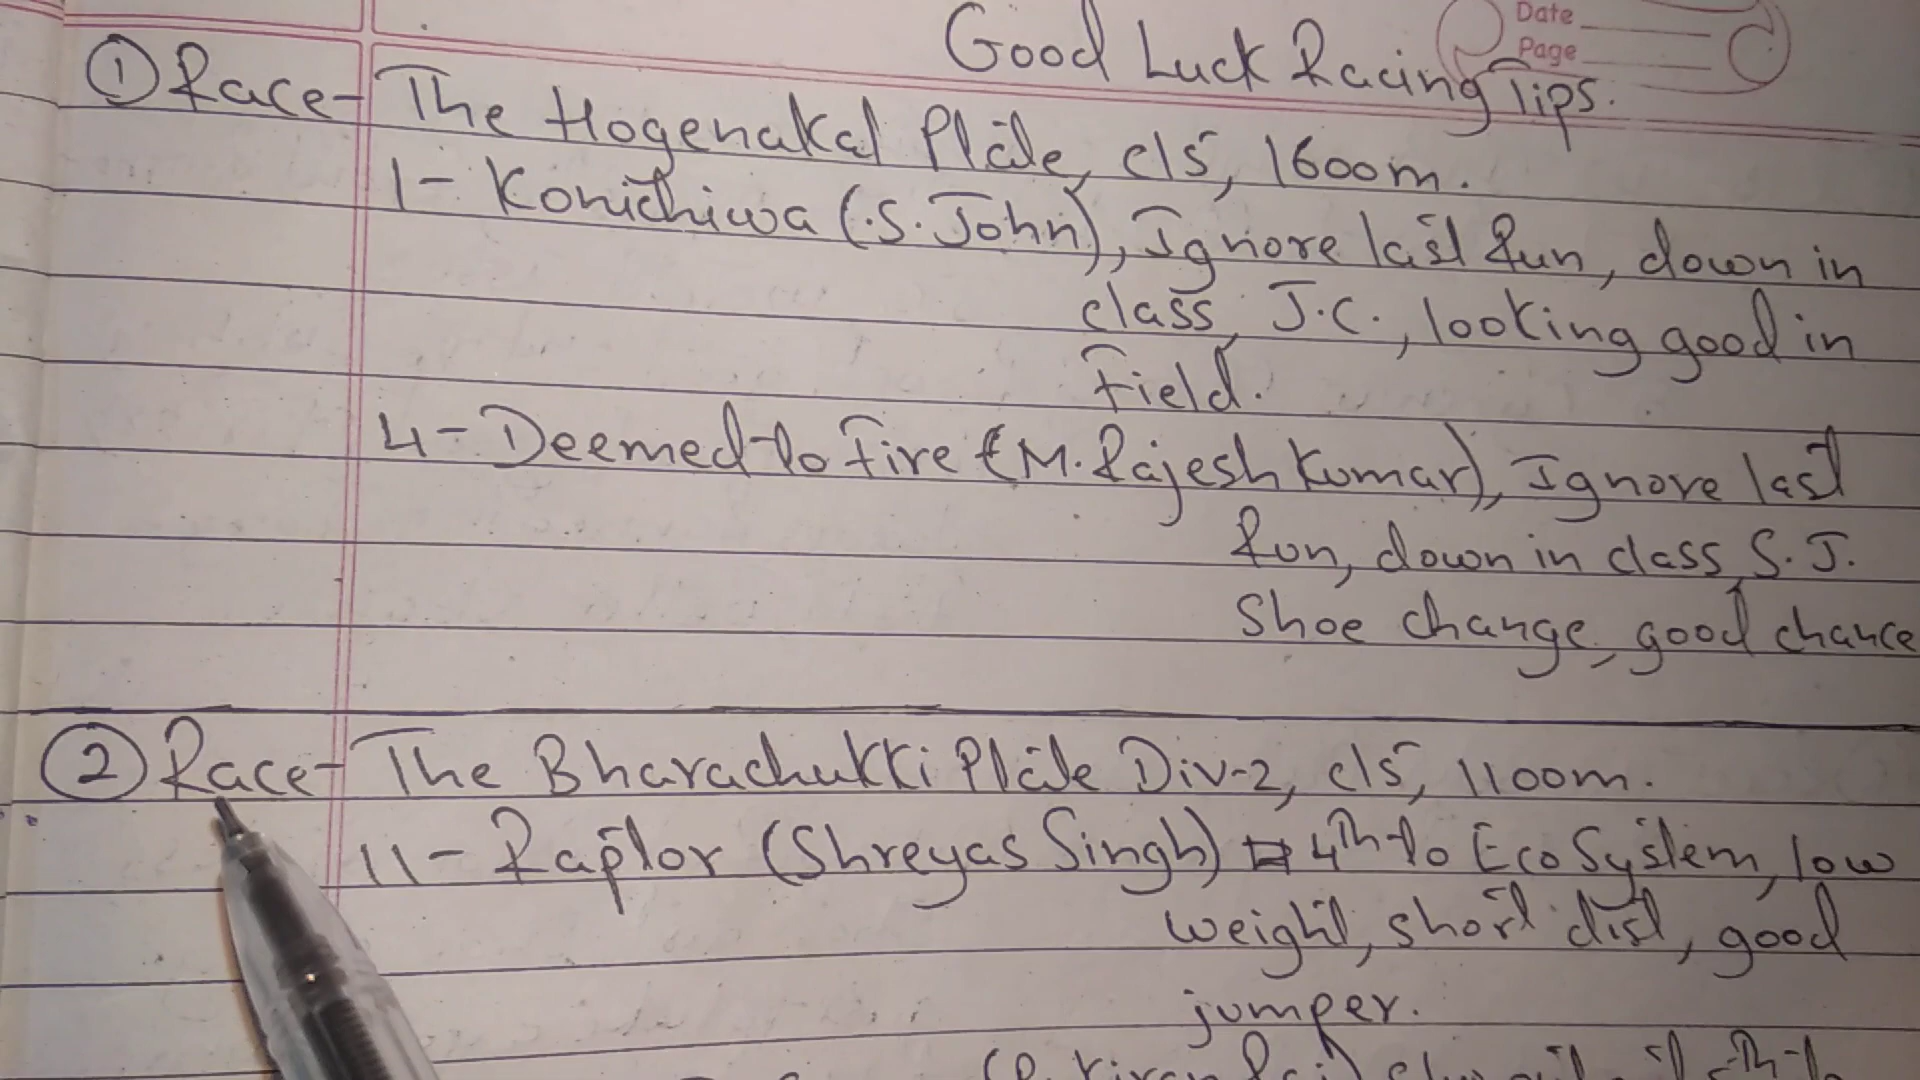 Date
Page
Good Luck Racing Tips.
① Race - The Hogenakal Plate, cl5, 1600m.
1 - Konichiwa (S. John), Ignore last Run, down in
class, J.C., looking good in
Field.
4 - Deemed to Fire (M. Rajesh Kumar), Ignore last
Run, down in class, S. J.
Shoe change, good chance
② Race - The Bharachukki Plate Div-2, cl5, 1100m.
11 - Raptor (Shreyas Singh) 4th to Eco System, low
weight, short dist, good
jumper.